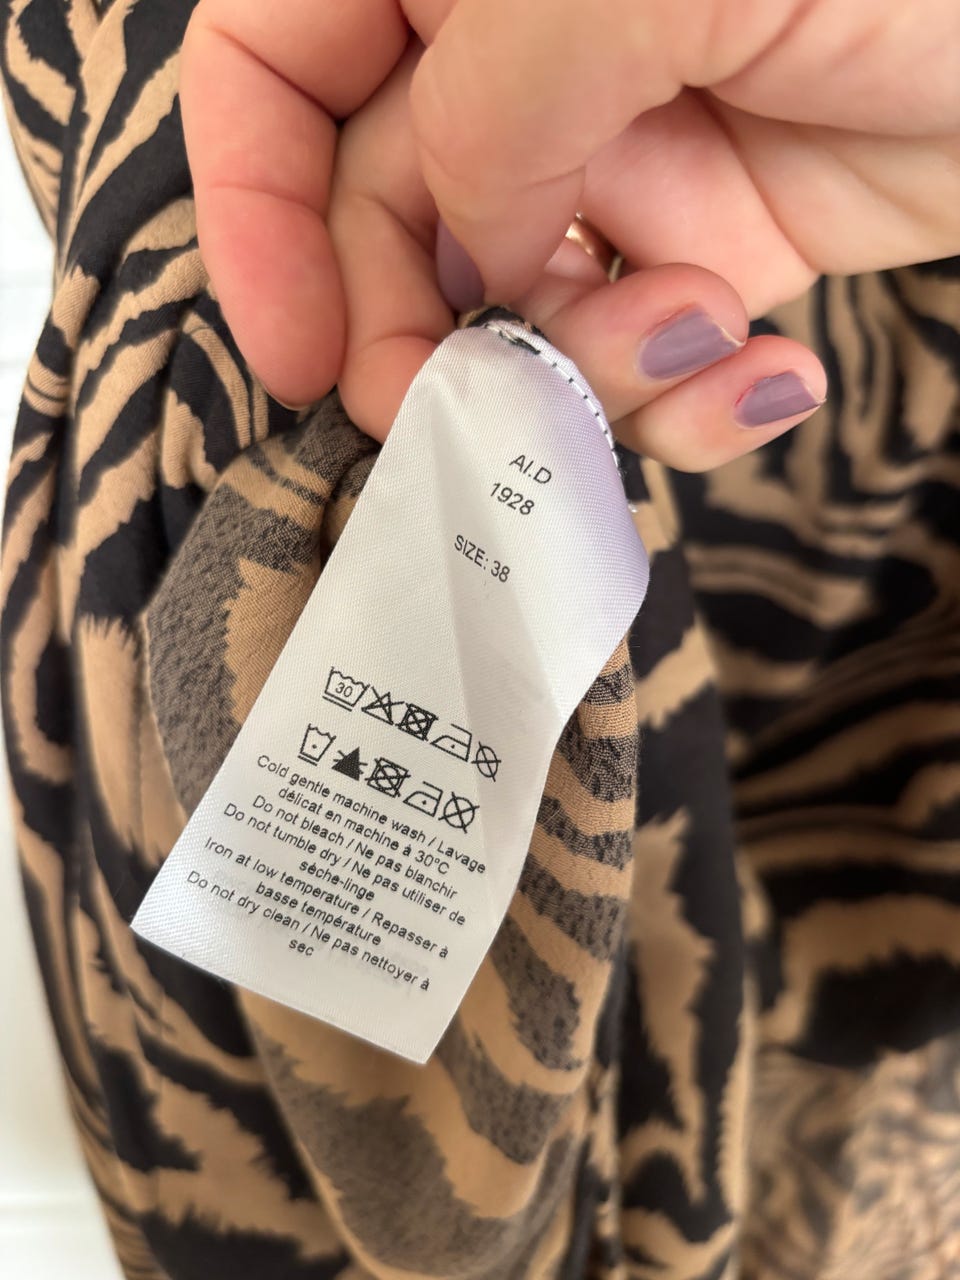 AI.D
1928
SIZE: 38
30
Cold gentle machine wash / Lavage
délicat en machine à 30°C
Do not bleach / Ne pas blanchir
Do not tumble dry / Ne pas utiliser de
sèche-linge
Iron at low temperature / Repasser à
basse température
Do not dry clean / Ne pas nettoyer à
sec